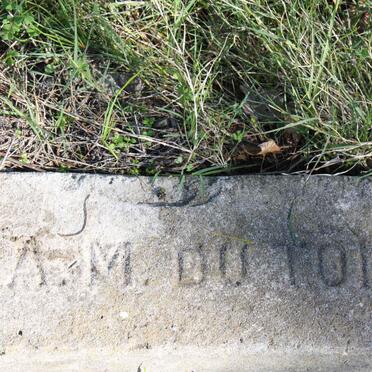 A. M. DU TOI